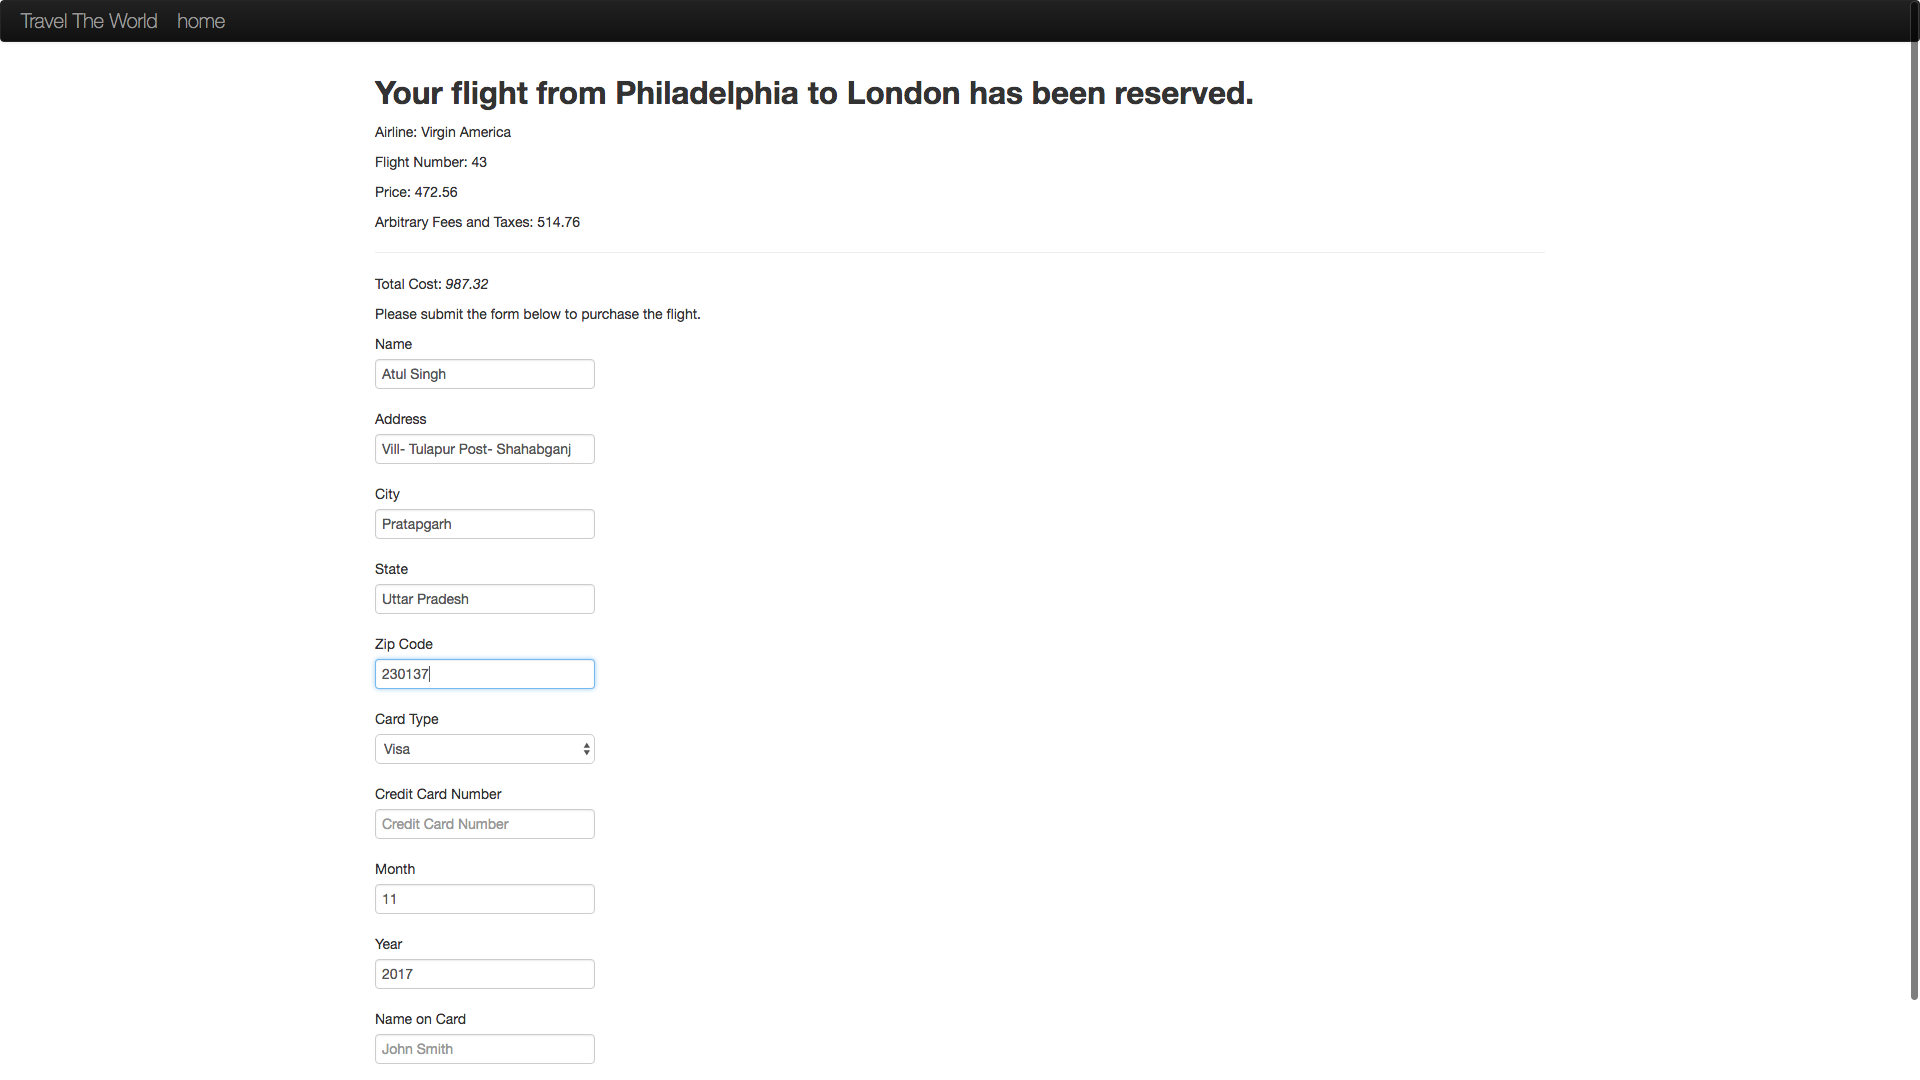 Travel The World home
Your flight from Philadelphia to London has been reserved.
Airline: Virgin America
Flight Number: 43
Price: 472.56
Arbitrary Fees and Taxes: 514.76
Total Cost: 987.32
Please submit the form below to purchase the flight.
Name
Atul Singh
Address
Vill- Tulapur Post- Shahabganj
City
Pratapgarh
State
Uttar Pradesh
Zip Code
230137
Card Type
Visa
Credit Card Number
Credit Card Number
Month
11
Year
2017
Name on Card
John Smith